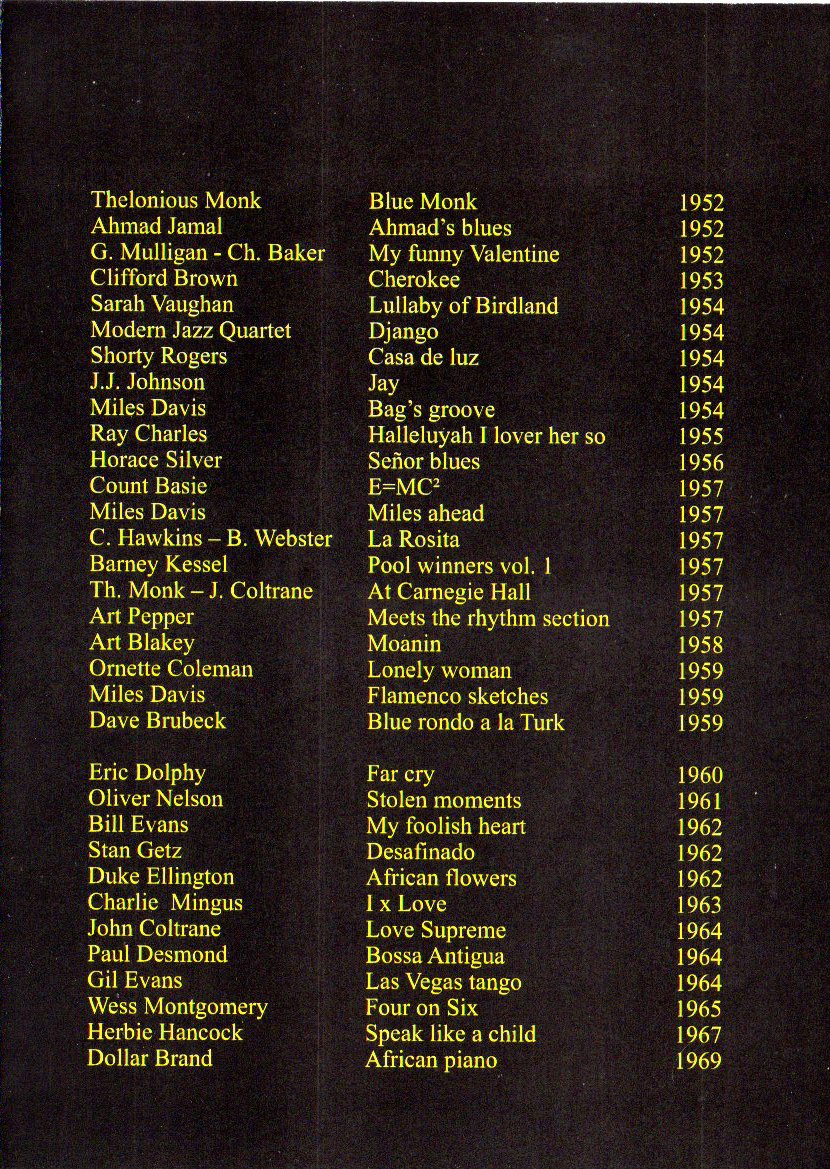 Thelonious Monk Blue Monk 1952
Ahmad Jamal Ahmad’s blues 1952
G. Mulligan - Ch. Baker My funny Valentine 1952
Clifford Brown Cherokee 1953
Sarah Vaughan Lullaby of Birdland 1954
Modern Jazz Quartet Django 1954
Shorty Rogers Casa de luz 1954
J.J. Johnson Jay 1954
Miles Davis Bag’s groove 1954
Ray Charles Halleluyah I lover her so 1955
Horace Silver Señor blues 1956
Count Basie E=MC² 1957
Miles Davis Miles ahead 1957
C. Hawkins – B. Webster La Rosita 1957
Barney Kessel Pool winners vol. 1 1957
Th. Monk – J. Coltrane At Carnegie Hall 1957
Art Pepper Meets the rhythm section 1957
Art Blakey Moanin 1958
Ornette Coleman Lonely woman 1959
Miles Davis Flamenco sketches 1959
Dave Brubeck Blue rondo a la Turk 1959
Eric Dolphy Far cry 1960
Oliver Nelson Stolen moments 1961
Bill Evans My foolish heart 1962
Stan Getz Desafinado 1962
Duke Ellington African flowers 1962
Charlie Mingus I x Love 1963
John Coltrane Love Supreme 1964
Paul Desmond Bossa Antigua 1964
Gil Evans Las Vegas tango 1964
Wess Montgomery Four on Six 1965
Herbie Hancock Speak like a child 1967
Dollar Brand African piano 1969